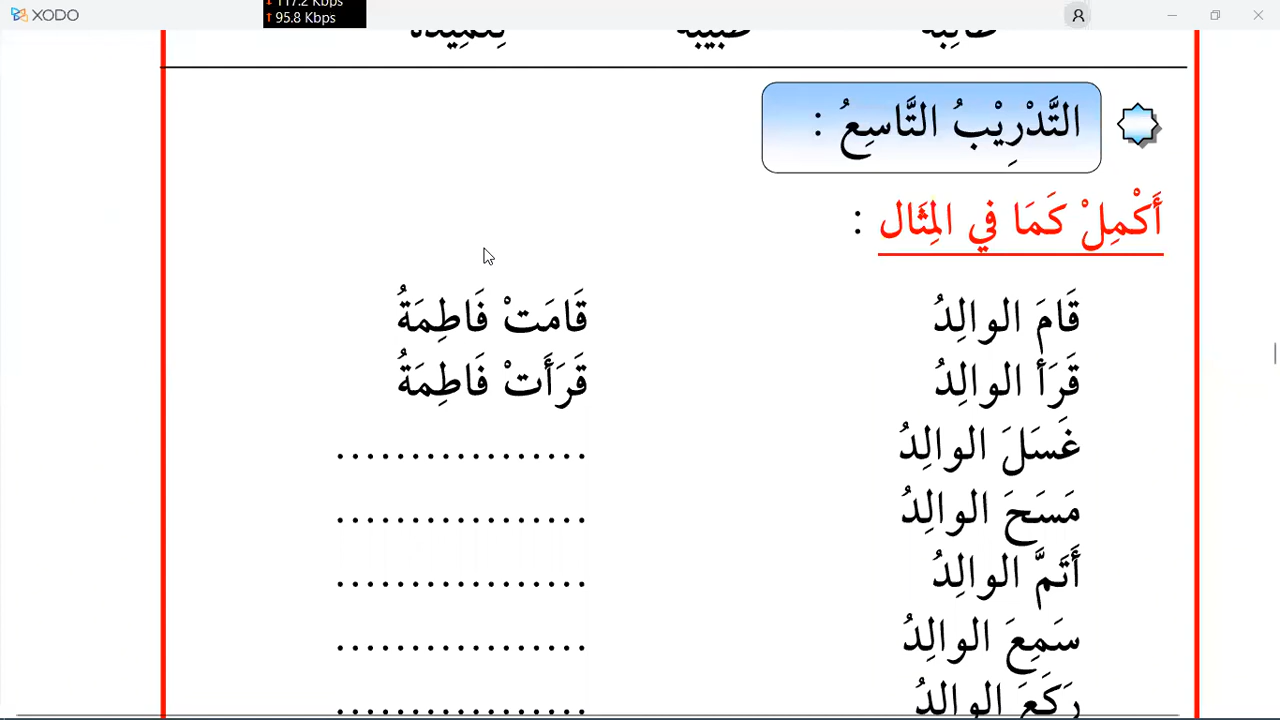 XODO
117.2 Kbps
95.8 Kbps
التَّدْرِيْبُ التَّاسِعُ :
أَكْمِلْ كَمَا فِي المِثَال :
قَامَ الوالِدُ قَامَتْ فَاطِمَةُ
قَرَأ الوالِدُ قَرَأَتْ فَاطِمَةُ
غَسَلَ الوالِدُ .................
مَسَحَ الوالِدُ .................
أَتَمَّ الوالِدُ .................
سَمِعَ الوالِدُ .................
رَكَعَ الوالِدُ .................